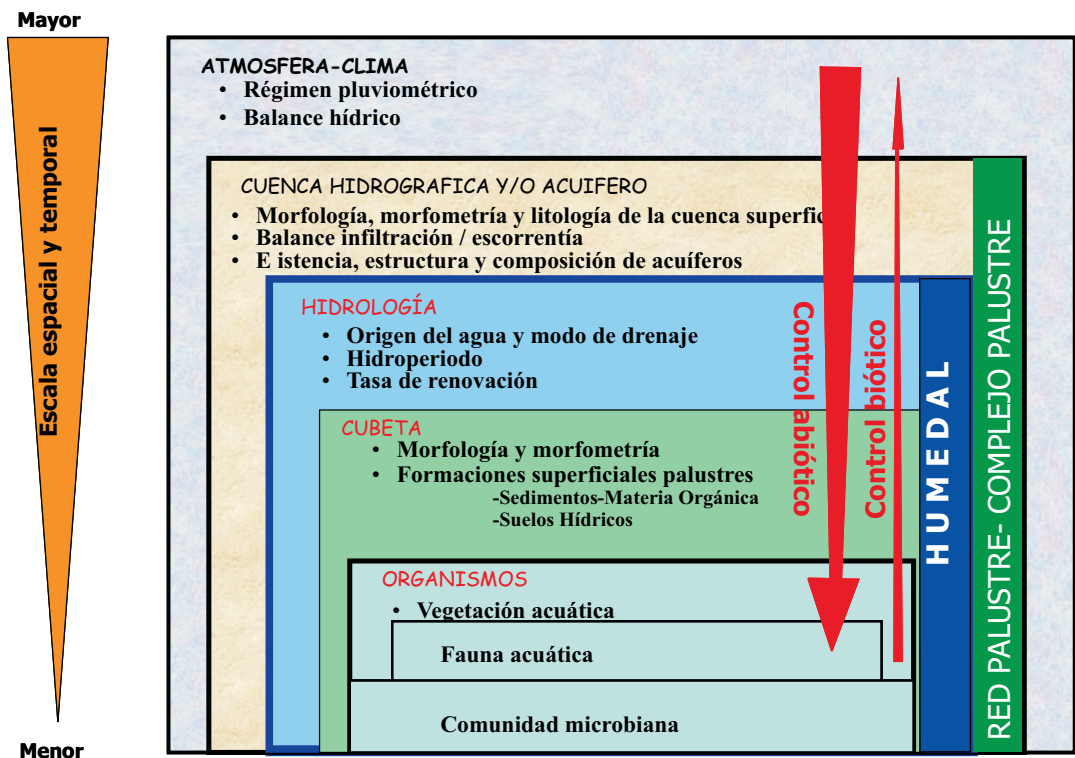 Mayor
Escala espacial y temporal
Menor
ATMOSFERA-CLIMA
• Régimen pluviométrico
• Balance hídrico
CUENCA HIDROGRAFICA Y/O ACUIFERO
• Morfología, morfometría y litología de la cuenca superfic
• Balance infiltración / escorrentía
• E istencia, estructura y composición de acuíferos
HIDROLOGÍA
• Origen del agua y modo de drenaje
• Hidroperiodo
• Tasa de renovación
CUBETA
• Morfología y morfometría
• Formaciones superficiales palustres
-Sedimentos-Materia Orgánica
-Suelos Hídricos
ORGANISMOS
• Vegetación acuática
Fauna acuática
Comunidad microbiana
Control abiótico
Control biótico
HUMEDAL
RED PALUSTRE- COMPLEJO PALUSTRE